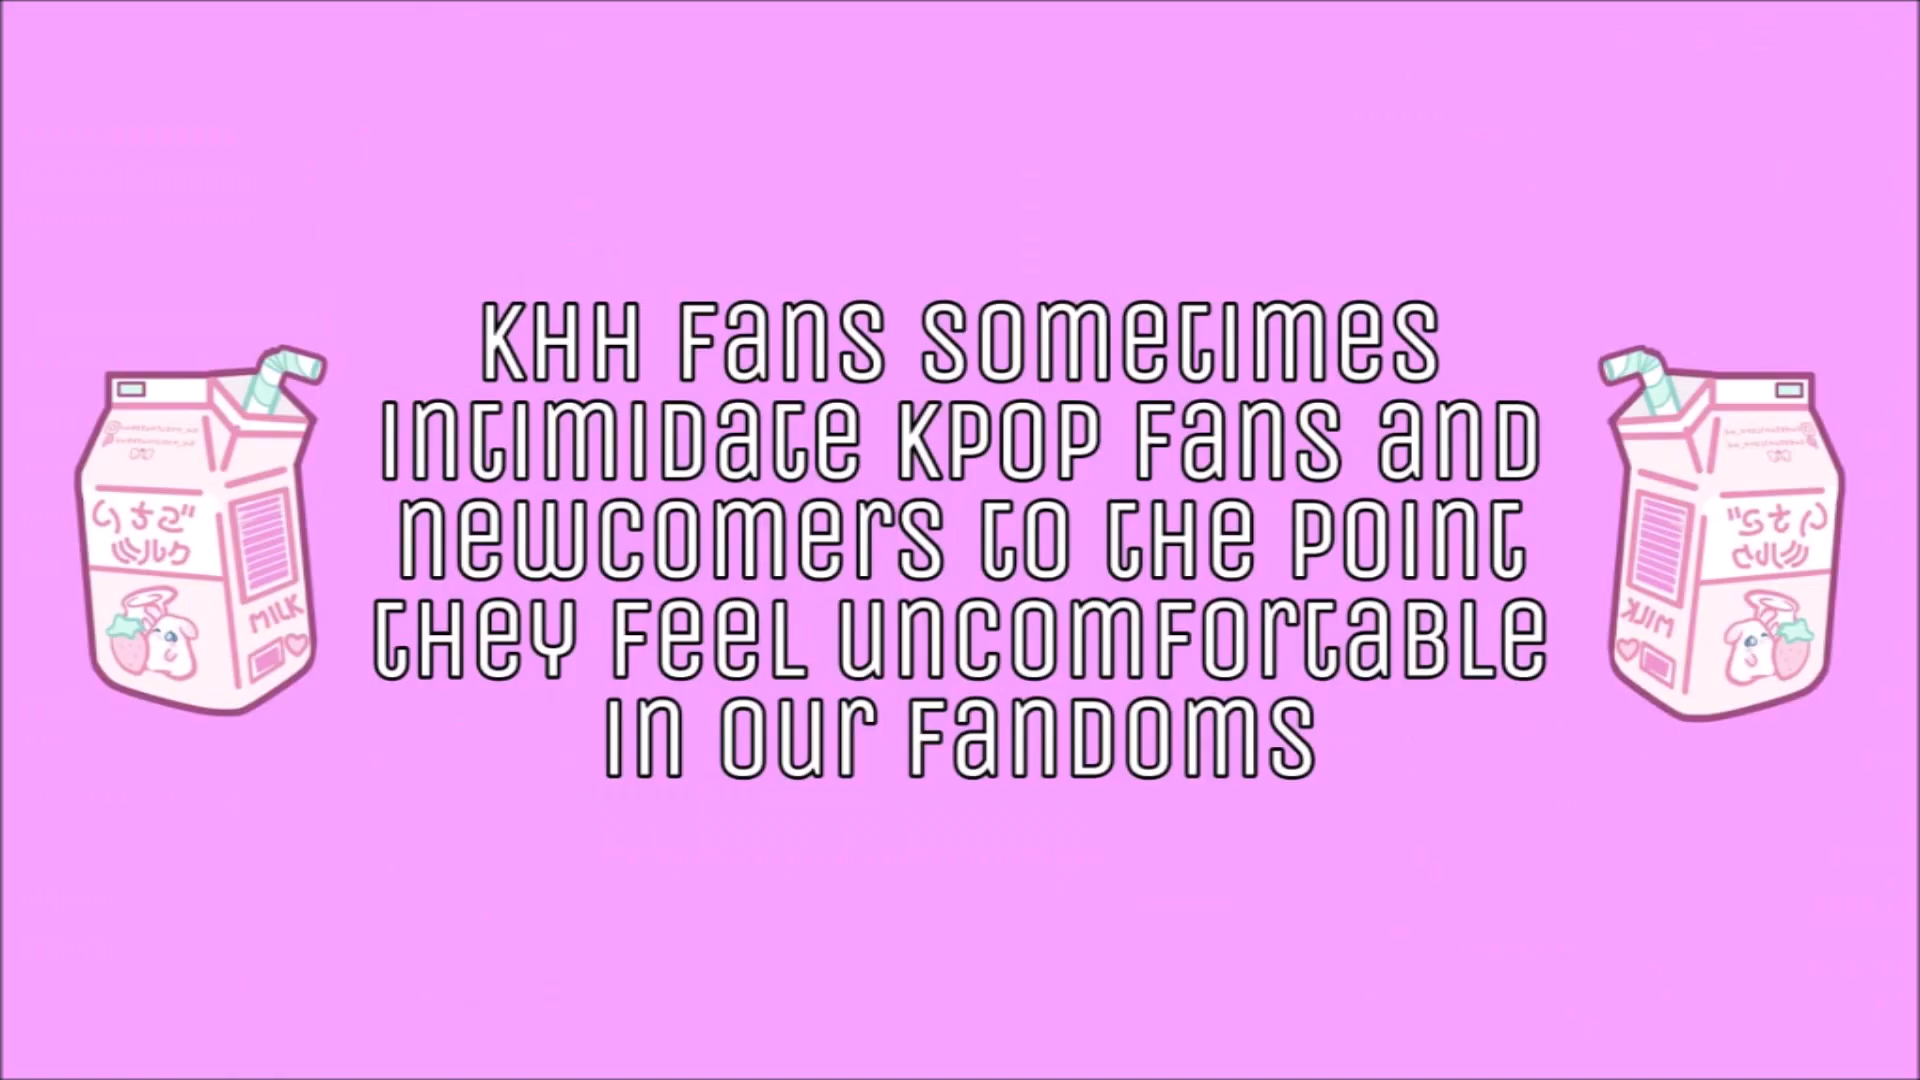 KHH Fans sometimes
intimidate KPOP Fans and
newcomers to the point
they feel uncomfortable
in our Fandoms
いちご
ミルク
MILK